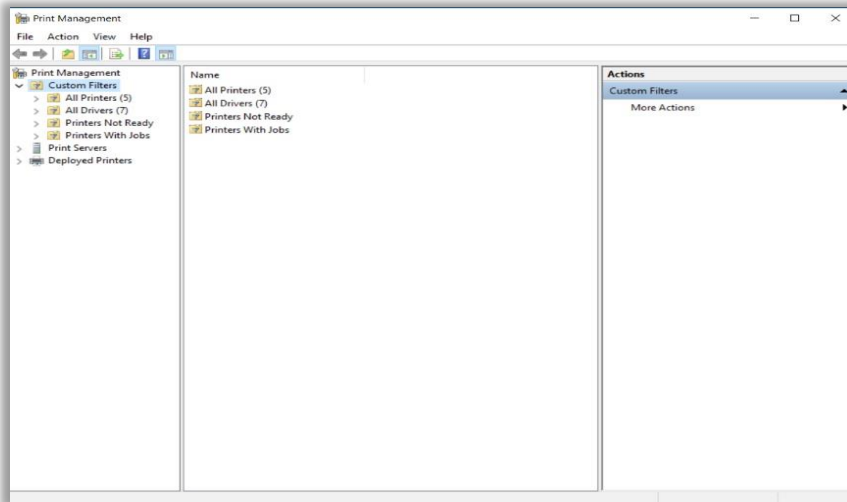 Print Management
File Action View Help
Print Management
Custom Filters
All Printers (5)
All Drivers (7)
Printers Not Ready
Printers With Jobs
Print Servers
Deployed Printers
Name
All Printers (5)
All Drivers (7)
Printers Not Ready
Printers With Jobs
Actions
Custom Filters
More Actions